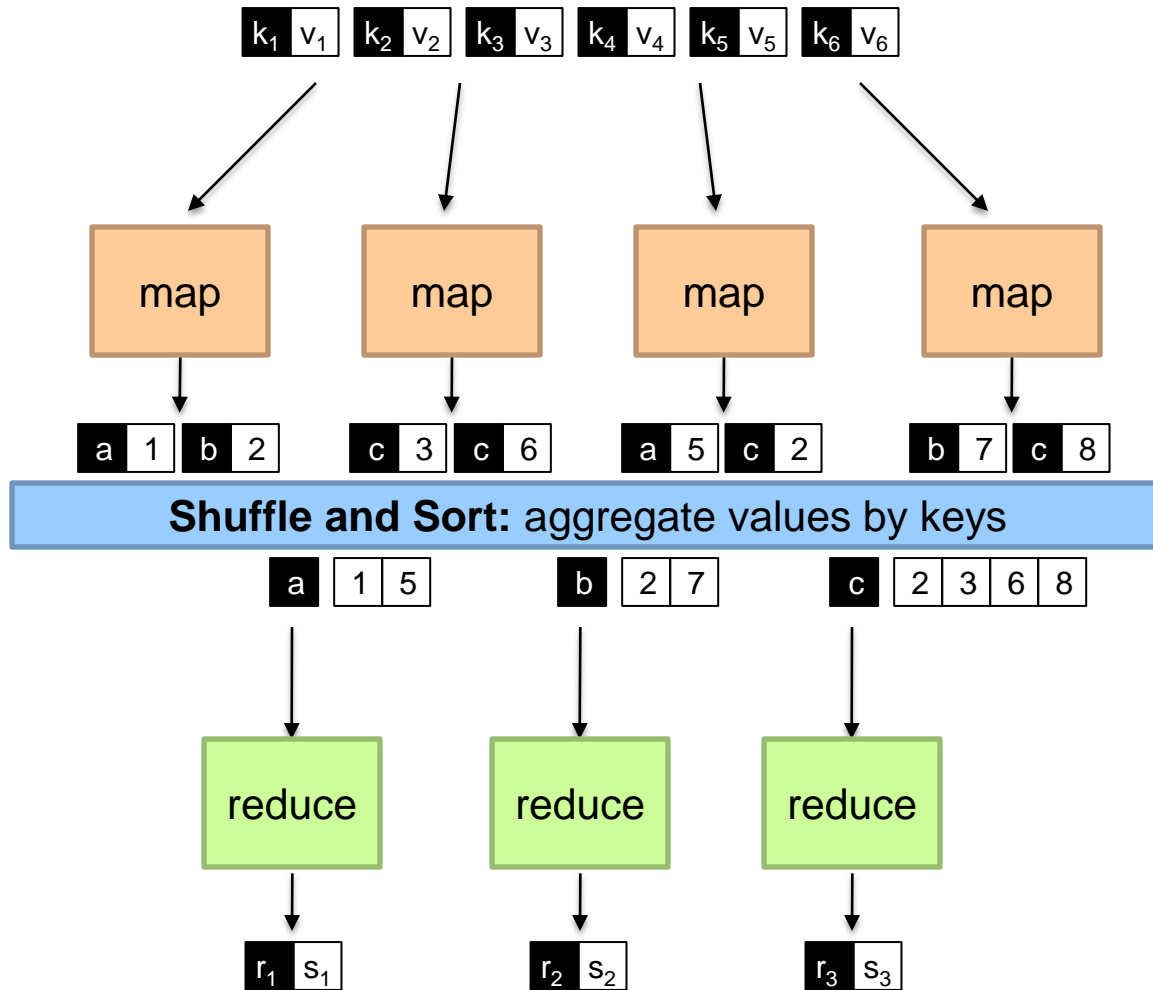 k₁ v₁ k₂ v₂ k₃ v₃ k₄ v₄ k₅ v₅ k₆ v₆
map map map map
a 1 b 2 c 3 c 6 a 5 c 2 b 7 c 8
Shuffle and Sort: aggregate values by keys
a 1 5 b 2 7 c 2 3 6 8
reduce reduce reduce
r₁ s₁ r₂ s₂ r₃ s₃